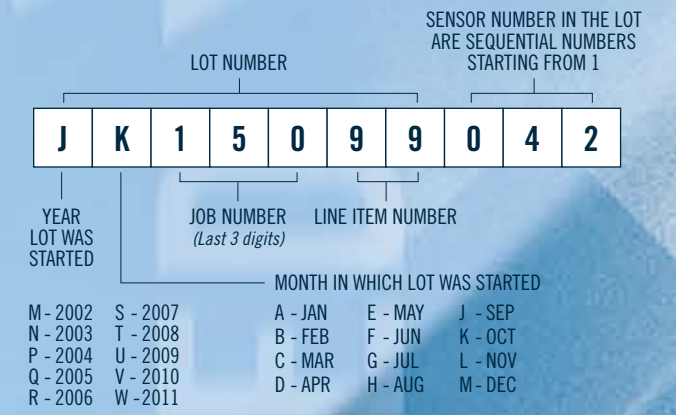 SENSOR NUMBER IN THE LOT
ARE SEQUENTIAL NUMBERS
STARTING FROM 1
LOT NUMBER
J K 1 5 0 9 9 0 4 2
YEAR
LOT WAS
STARTED
JOB NUMBER
(Last 3 digits)
LINE ITEM NUMBER
MONTH IN WHICH LOT WAS STARTED
M - 2002 S - 2007
N - 2003 T - 2008
P - 2004 U - 2009
Q - 2005 V - 2010
R - 2006 W -2011
A - JAN E - MAY J - SEP
B - FEB F - JUN K - OCT
C - MAR G - JUL L - NOV
D - APR H - AUG M - DEC